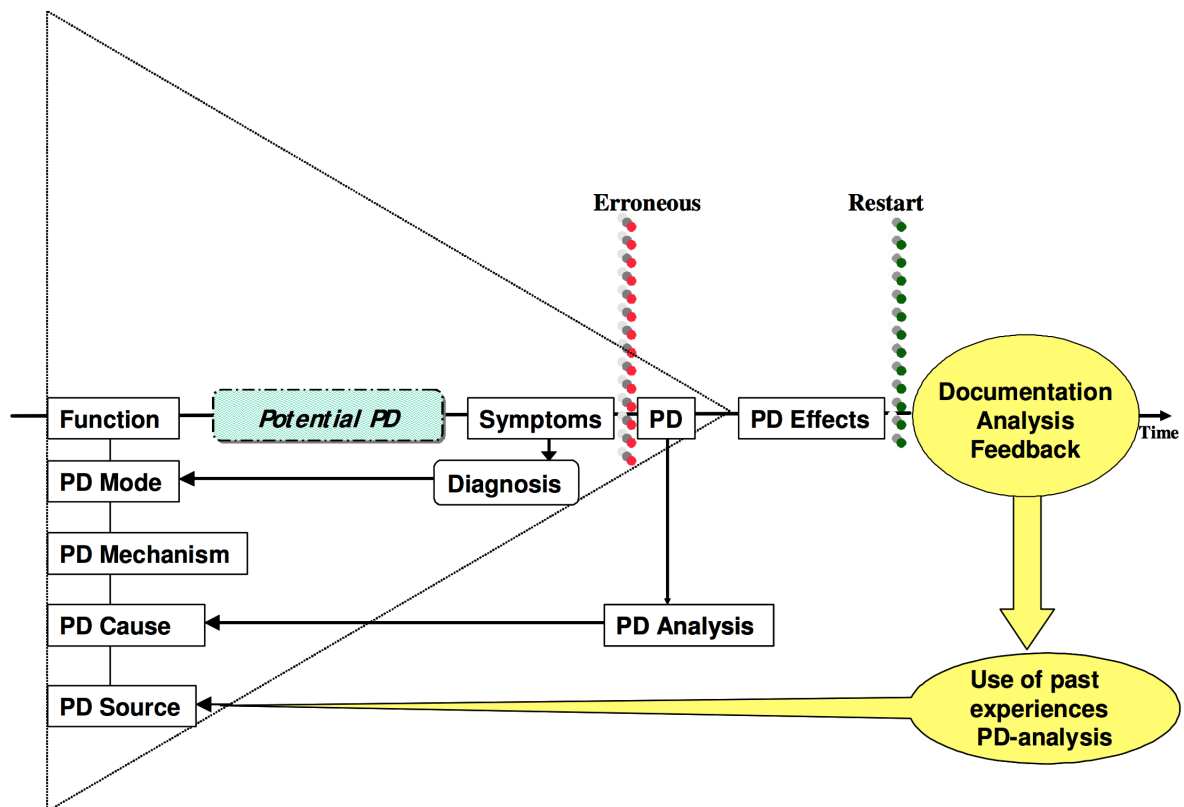 Erroneous
Restart
Function
Potential PD
Symptoms
PD
PD Effects
Documentation
Analysis
Feedback
Time
PD Mode
Diagnosis
PD Mechanism
PD Cause
PD Analysis
PD Source
Use of past
experiences
PD-analysis